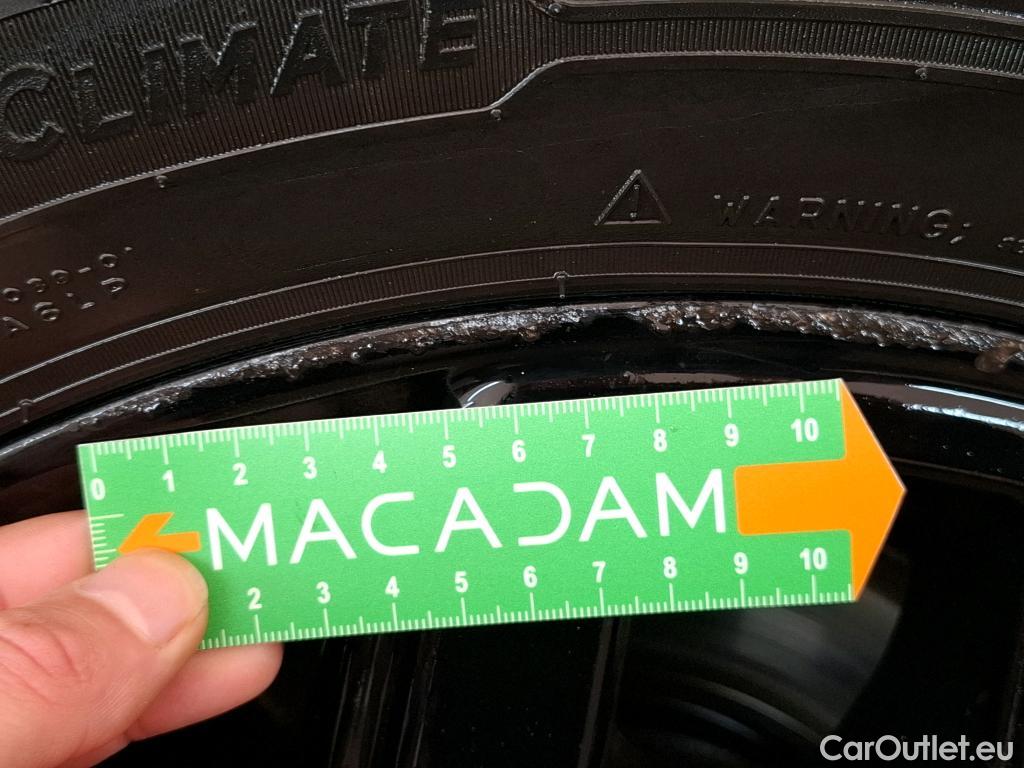 CLIMATE
WARNING;
A6LP
0 1 2 3 4 5 6 7 8 9 10
MACADAM
2 3 4 5 6 7 8 9 10
CarOutlet.eu